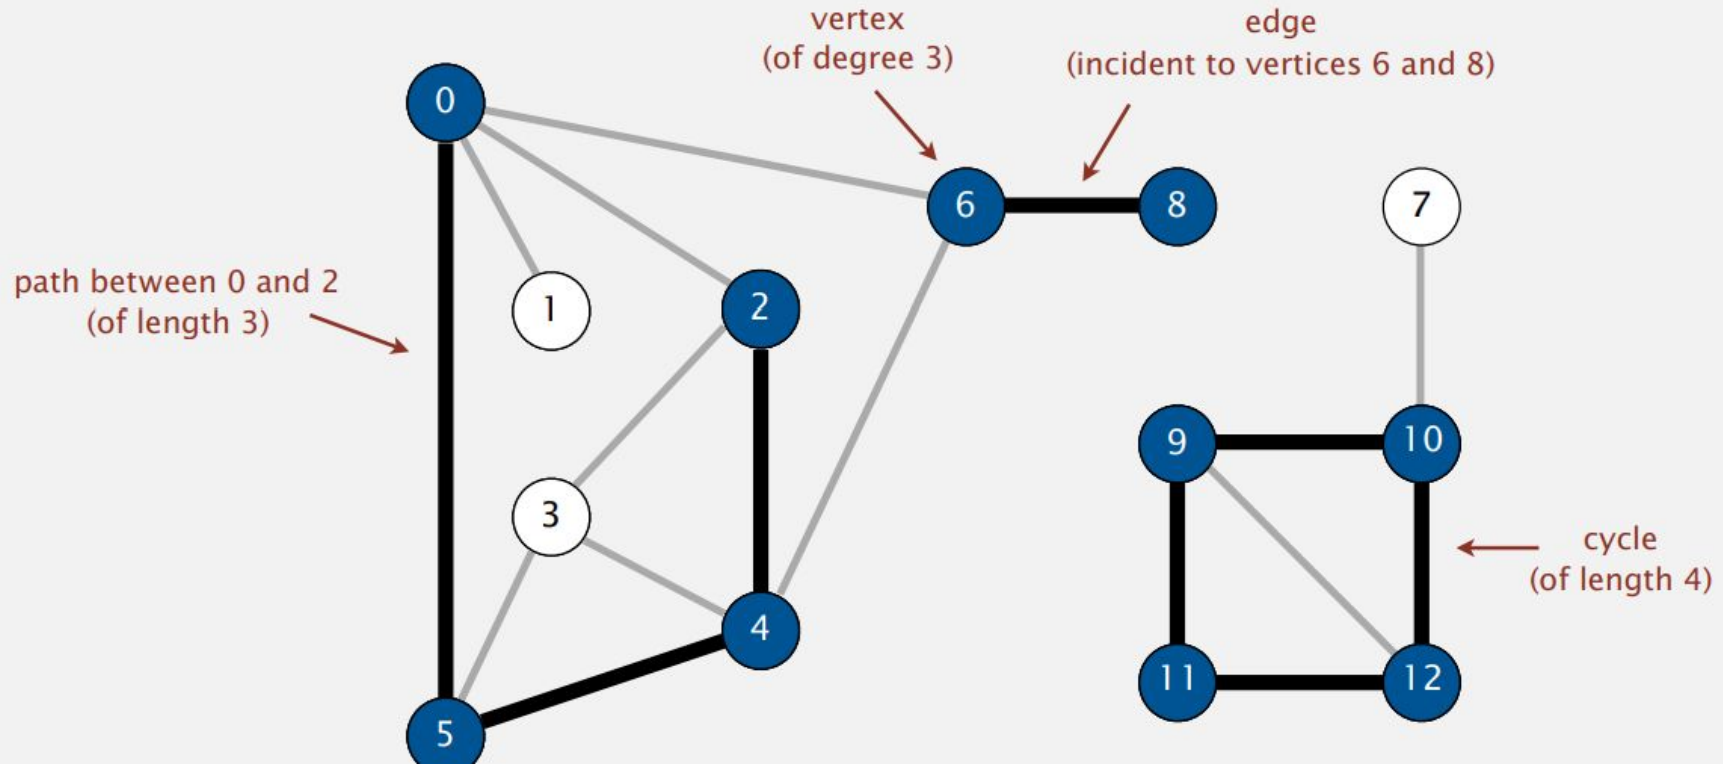 vertex
(of degree 3)
edge
(incident to vertices 6 and 8)
0
6
8
7
path between 0 and 2
(of length 3)
1
2
9
10
3
cycle
(of length 4)
4
11
12
5